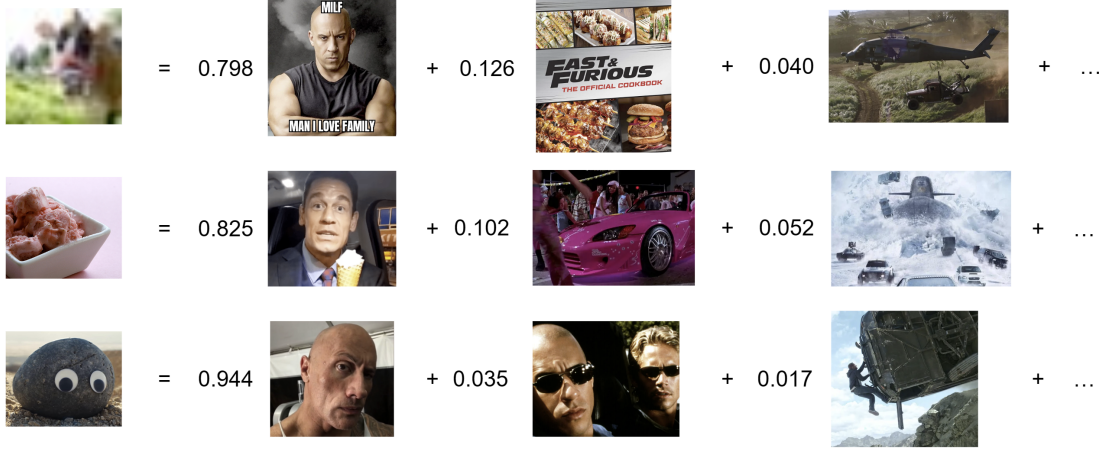 = 0.798 MILF
MAN I LOVE FAMILY + 0.126 FAST &
FURIOUS
THE OFFICIAL COOKBOOK + 0.040 + ...
= 0.825 + 0.102 + 0.052 + ...
= 0.944 + 0.035 + 0.017 + ...